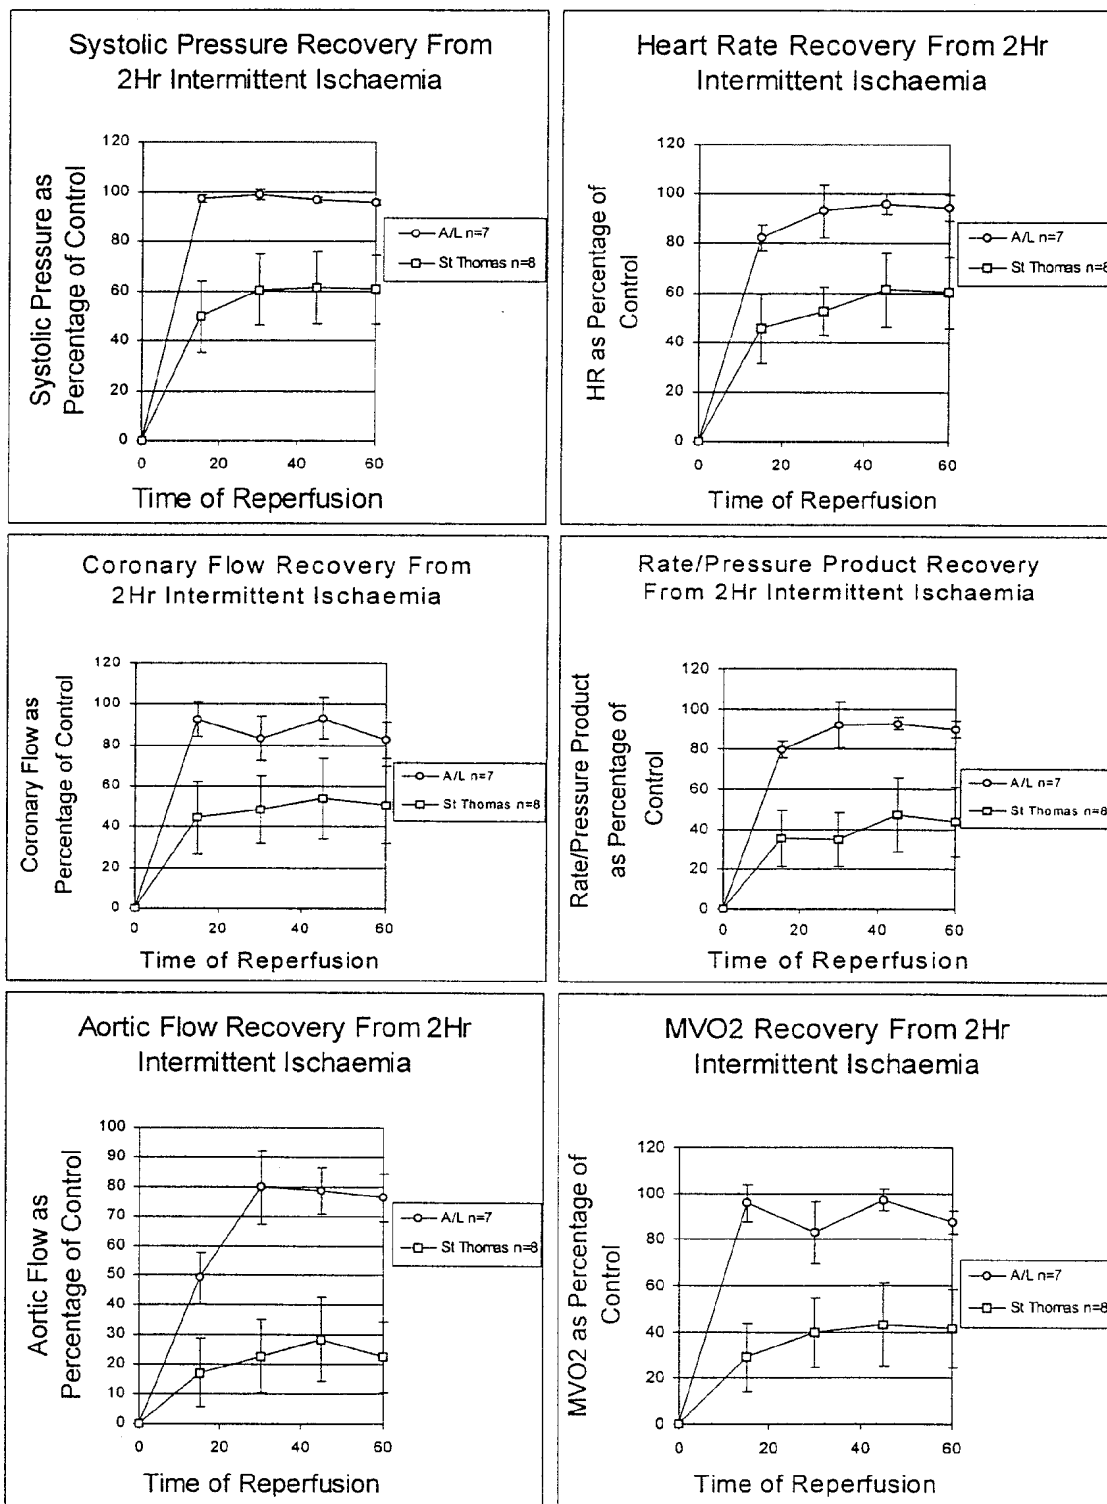 Systolic Pressure Recovery From
2Hr Intermittent Ischaemia
Systolic Pressure as
Percentage of Control
120
100
80
60
40
20
0
0 20 40 60
Time of Reperfusion
A/L n=7
St Thomas n=8
Heart Rate Recovery From 2Hr
Intermittent Ischaemia
HR as Percentage of
Control
120
100
80
60
40
20
0
0 20 40 60
Time of Reperfusion
A/L n=7
St Thomas n=8
Coronary Flow Recovery From
2Hr Intermittent Ischaemia
Coronary Flow as
Percentage of Control
120
100
80
60
40
20
0
0 20 40 60
Time of Reperfusion
A/L n=7
St Thomas n=8
Rate/Pressure Product Recovery
From 2Hr Intermittent Ischaemia
Rate/Pressure Product
as Percentage of
Control
120
100
80
60
40
20
0
0 20 40 60
Time of Reperfusion
A/L n=7
St Thomas n=8
Aortic Flow Recovery From 2Hr
Intermittent Ischaemia
Aortic Flow as
Percentage of Control
100
90
80
70
60
50
40
30
20
10
0
0 20 40 60
Time of Reperfusion
A/L n=7
St Thomas n=8
MVO2 Recovery From 2Hr
Intermittent Ischaemia
MVO2 as Percentage of
Control
120
100
80
60
40
20
0
0 20 40 60
Time of Reperfusion
A/L n=7
St Thomas n=8